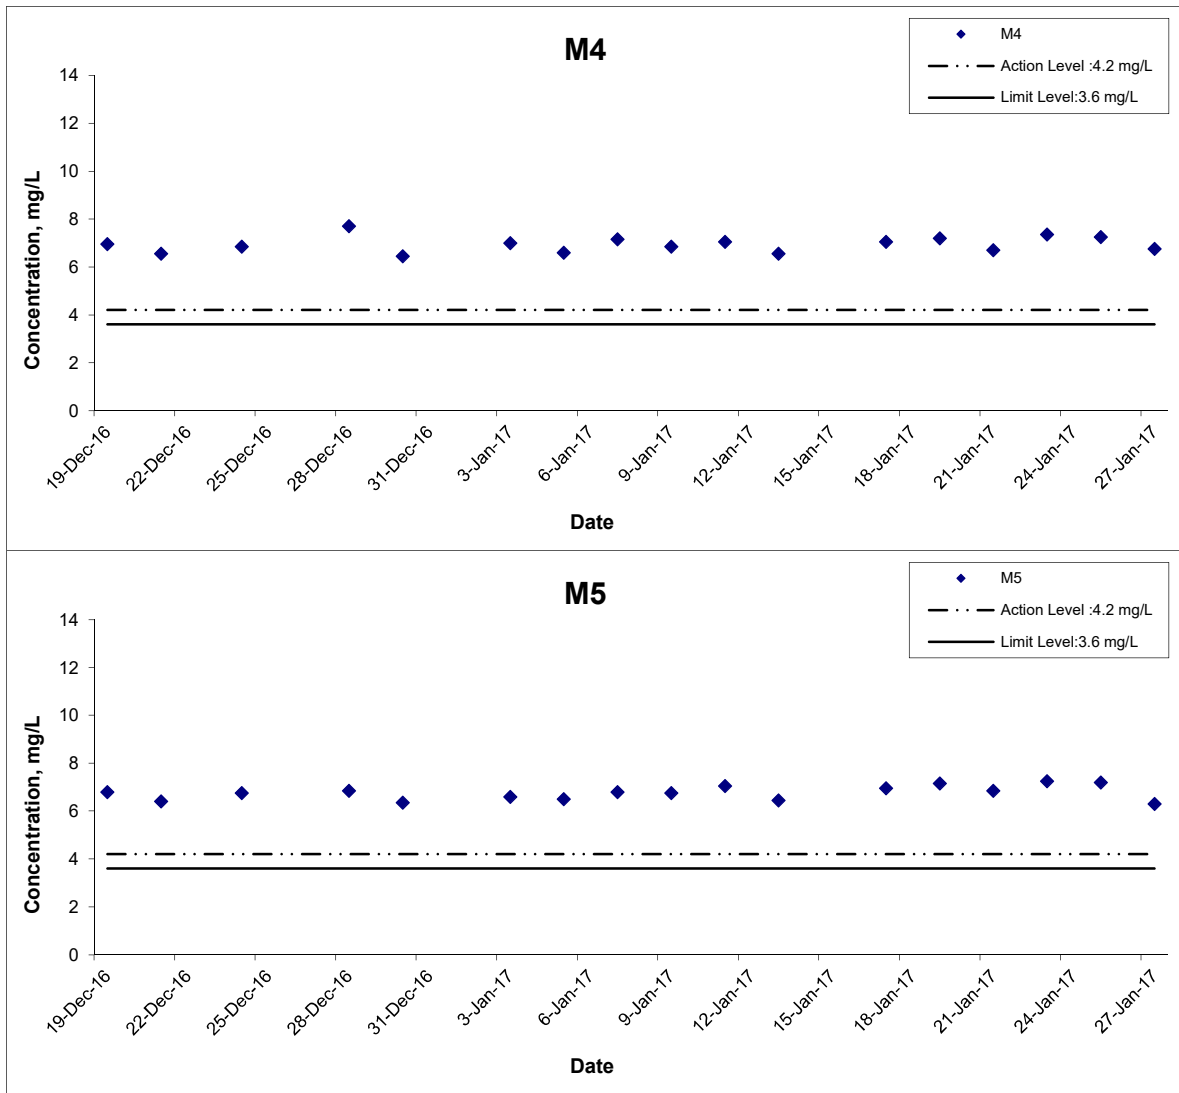 M4
M4
Action Level :4.2 mg/L
Limit Level:3.6 mg/L
Concentration, mg/L
14
12
10
8
6
4
2
0
19-Dec-16
22-Dec-16
25-Dec-16
28-Dec-16
31-Dec-16
3-Jan-17
6-Jan-17
9-Jan-17
12-Jan-17
15-Jan-17
18-Jan-17
21-Jan-17
24-Jan-17
27-Jan-17
Date
M5
M5
Action Level :4.2 mg/L
Limit Level:3.6 mg/L
Concentration, mg/L
14
12
10
8
6
4
2
0
19-Dec-16
22-Dec-16
25-Dec-16
28-Dec-16
31-Dec-16
3-Jan-17
6-Jan-17
9-Jan-17
12-Jan-17
15-Jan-17
18-Jan-17
21-Jan-17
24-Jan-17
27-Jan-17
Date